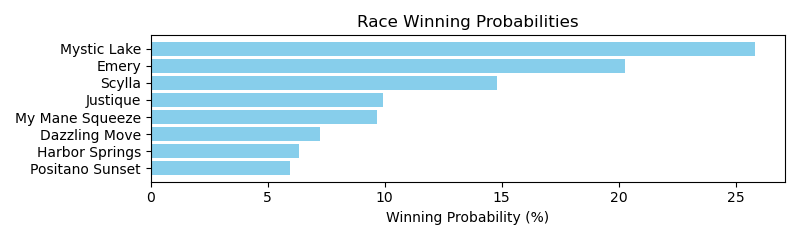 Race Winning Probabilities
Mystic Lake
Emery
Scylla
Justique
My Mane Squeeze
Dazzling Move
Harbor Springs
Positano Sunset
0 5 10 15 20 25
Winning Probability (%)